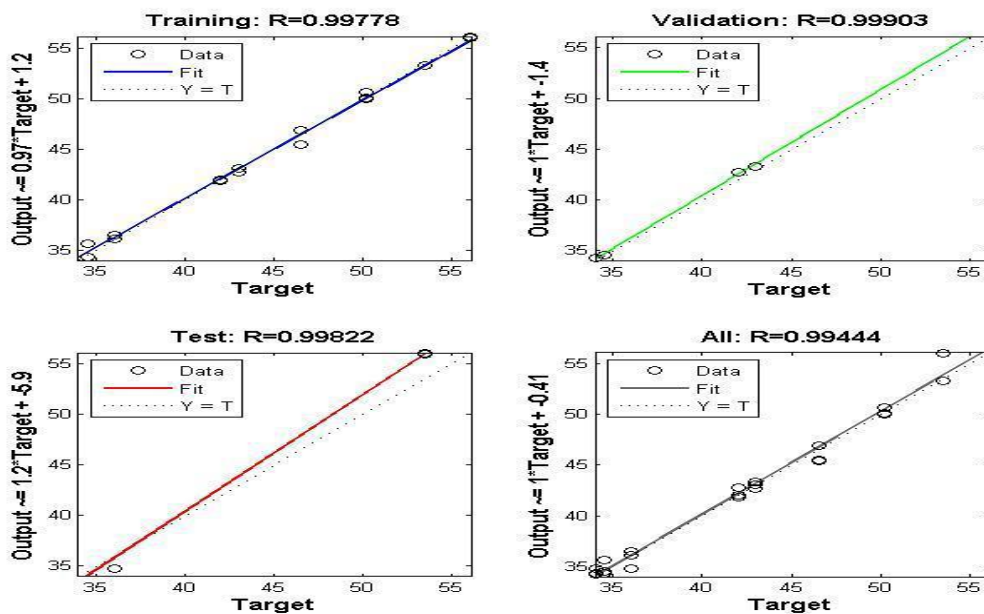 Training: R=0.99778
Output ~= 0.97*Target + 1.2
55
50
45
40
35
Data
Fit
Y = T
35 40 45 50 55
Target
Validation: R=0.99903
Output ~= 1*Target + -1.4
55
50
45
40
35
Data
Fit
Y = T
35 40 45 50 55
Target
Test: R=0.99822
Output ~= 1.2*Target + -5.9
55
50
45
40
35
Data
Fit
Y = T
35 40 45 50 55
Target
All: R=0.99444
Output ~= 1*Target + -0.41
55
50
45
40
35
Data
Fit
Y = T
35 40 45 50 55
Target